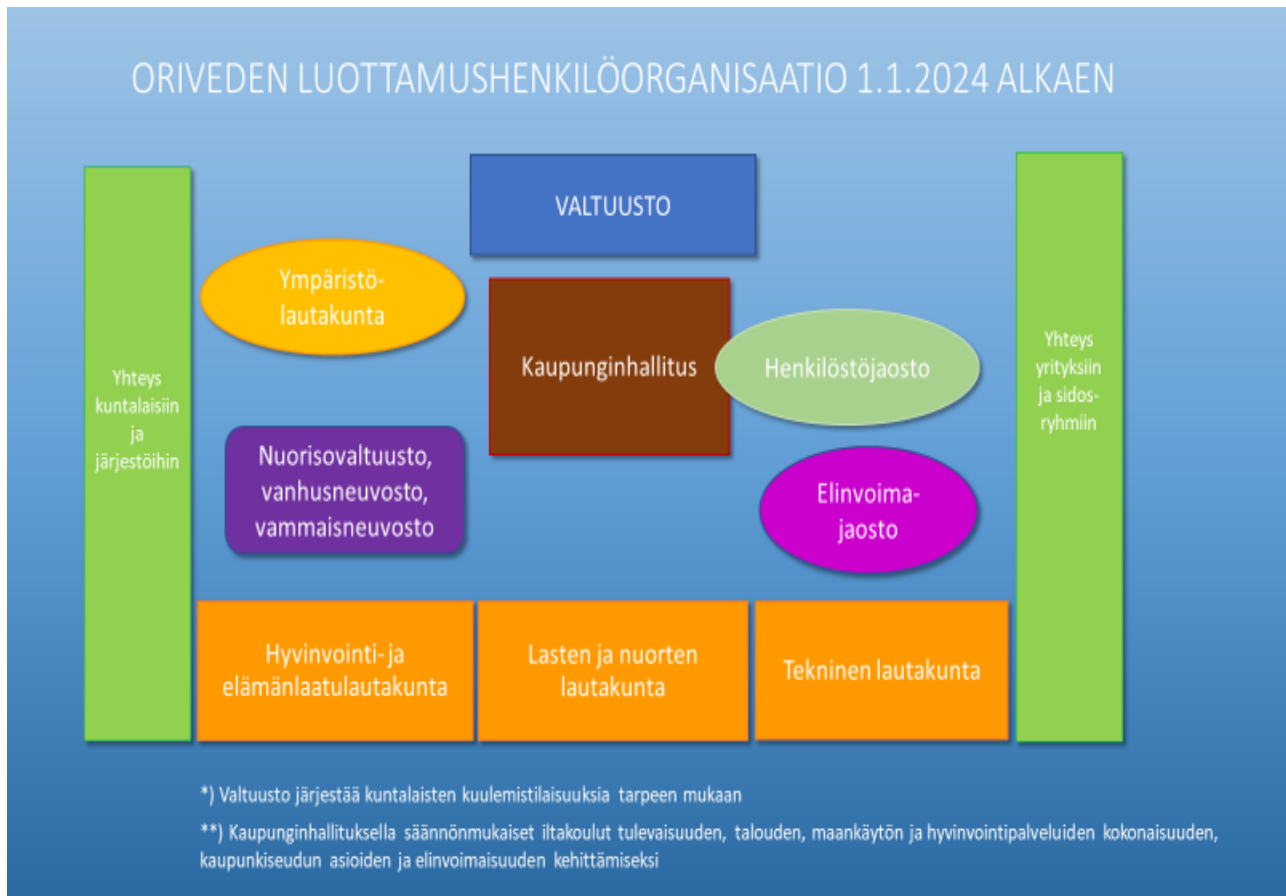 ORIVEDEN LUOTTAMUSHENKILÖORGANISAATIO 1.1.2024 ALKAEN
VALTUUSTO
Ympäristö-
lautakunta
Kaupunginhallitus
Henkilöstöjaosto
Yhteys
kuntalaisiin
ja
järjestöihin
Yhteys
yrityksiin
ja sidos-
ryhmiin
Nuorisovaltuusto,
vanhusneuvosto,
vammaisneuvosto
Elinvoima-
jaosto
Hyvinvointi- ja
elämänlaatulautakunta
Lasten ja nuorten
lautakunta
Tekninen lautakunta
*) Valtuusto järjestää kuntalaisten kuulemistilaisuuksia tarpeen mukaan
**) Kaupunginhallituksella säännönmukaiset iltakoulut tulevaisuuden, talouden, maankäytön ja hyvinvointipalveluiden kokonaisuuden,
kaupunkiseudun asioiden ja elinvoimaisuuden kehittämiseksi